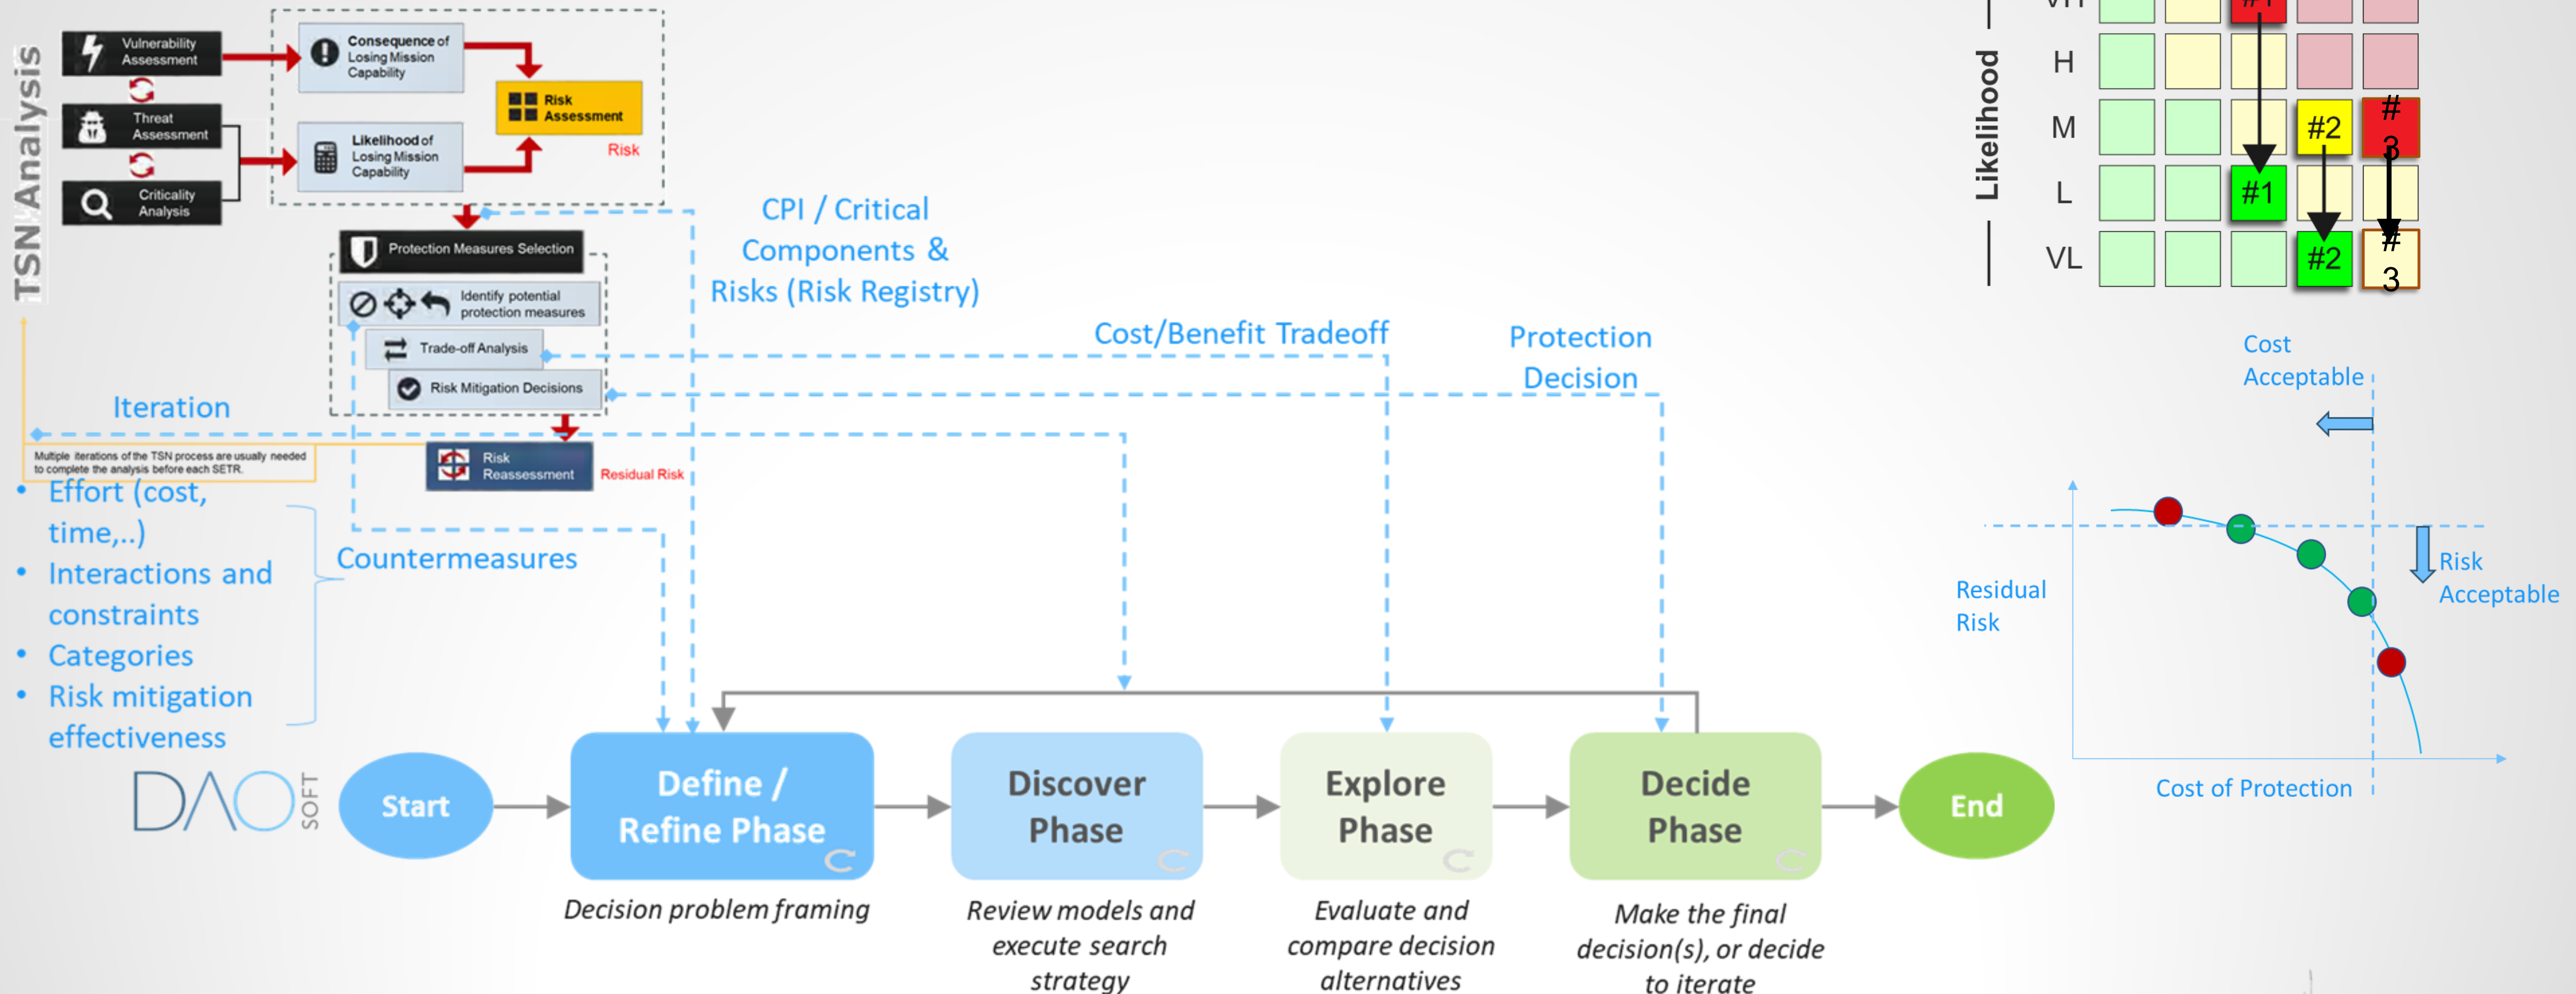 TSN Analysis
Vulnerability
Assessment
Threat
Assessment
Criticality
Analysis
Consequence of
Losing Mission
Capability
Likelihood of
Losing Mission
Capability
Risk
Assessment
Risk
Protection Measures Selection
Identify potential
protection measures
Trade-off Analysis
Risk Mitigation Decisions
Risk
Reassessment
Residual Risk
Iteration
Multiple iterations of the TSN process are usually needed
to complete the analysis before each SETR.
• Effort (cost,
time,..)
• Interactions and
constraints
• Categories
• Risk mitigation
effectiveness
Countermeasures
CPI / Critical
Components &
Risks (Risk Registry)
Cost/Benefit Tradeoff
Protection
Decision
Likelihood
VH
#1
H
M
#2
#
3
L
#1
VL
#2
#
3
Cost
Acceptable
Risk
Acceptable
Residual
Risk
Cost of Protection
DAO
SOFT
Start
Define /
Refine Phase
Discover
Phase
Explore
Phase
Decide
Phase
End
Decision problem framing
Review models and
execute search
strategy
Evaluate and
compare decision
alternatives
Make the final
decision(s), or decide
to iterate